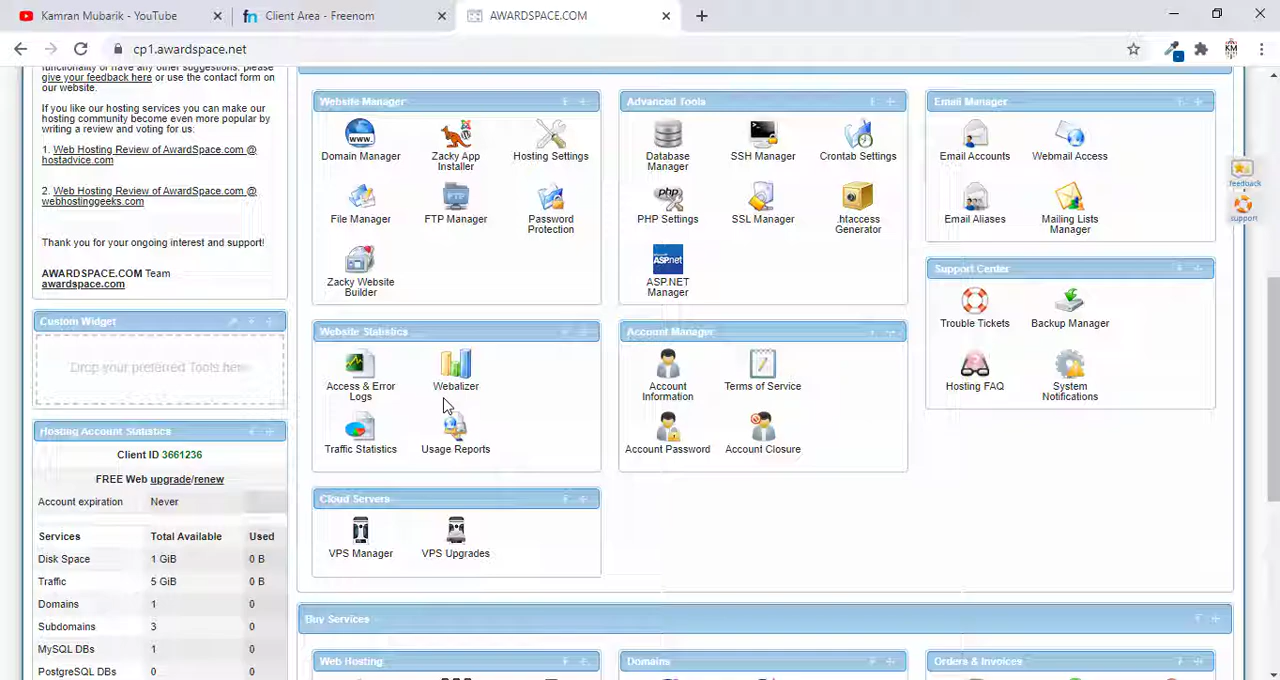 Kamran Mubarik - YouTube
Client Area - Freenom
AWARDSPACE.COM
cp1.awardspace.net
functionality or have any other suggestions, please
give your feedback here or use the contact form on
our website.
If you like our hosting services you can make our
hosting community become even more popular by
writing a review and voting for us:
1. Web Hosting Review of AwardSpace.com @
hostadvice.com
2. Web Hosting Review of AwardSpace.com @
webhostinggeeks.com
Thank you for your ongoing interest and support!
AWARDSPACE.COM Team
awardspace.com
Custom Widget
Drop your preferred Tools here
Hosting Account Statistics
Client ID 3661236
FREE Web upgrade/renew
Account expiration Never
Services Total Available Used
Disk Space 1 GiB 0 B
Traffic 5 GiB 0 B
Domains 1 0
Subdomains 3 0
MySQL DBs 1 0
PostgreSQL DBs 0 0
Website Manager
www.
Domain Manager
Zacky App
Installer
Hosting Settings
File Manager
FTP
FTP Manager
Password
Protection
Zacky Website
Builder
Advanced Tools
Database
Manager
SSH Manager
Crontab Settings
php
PHP Settings
SSL Manager
.htaccess
Generator
ASP.net
ASP.NET
Manager
Email Manager
Email Accounts
Webmail Access
Email Aliases
Mailing Lists
Manager
Website Statistics
Access & Error
Logs
Webalizer
Traffic Statistics
Usage Reports
Account Manager
Account
Information
Terms of Service
Account Password
Account Closure
Support Center
Trouble Tickets
Backup Manager
Hosting FAQ
System
Notifications
Cloud Servers
VPS Manager
VPS Upgrades
Buy Services
Web Hosting
Domains
Orders & Invoices
feedback
support
KM